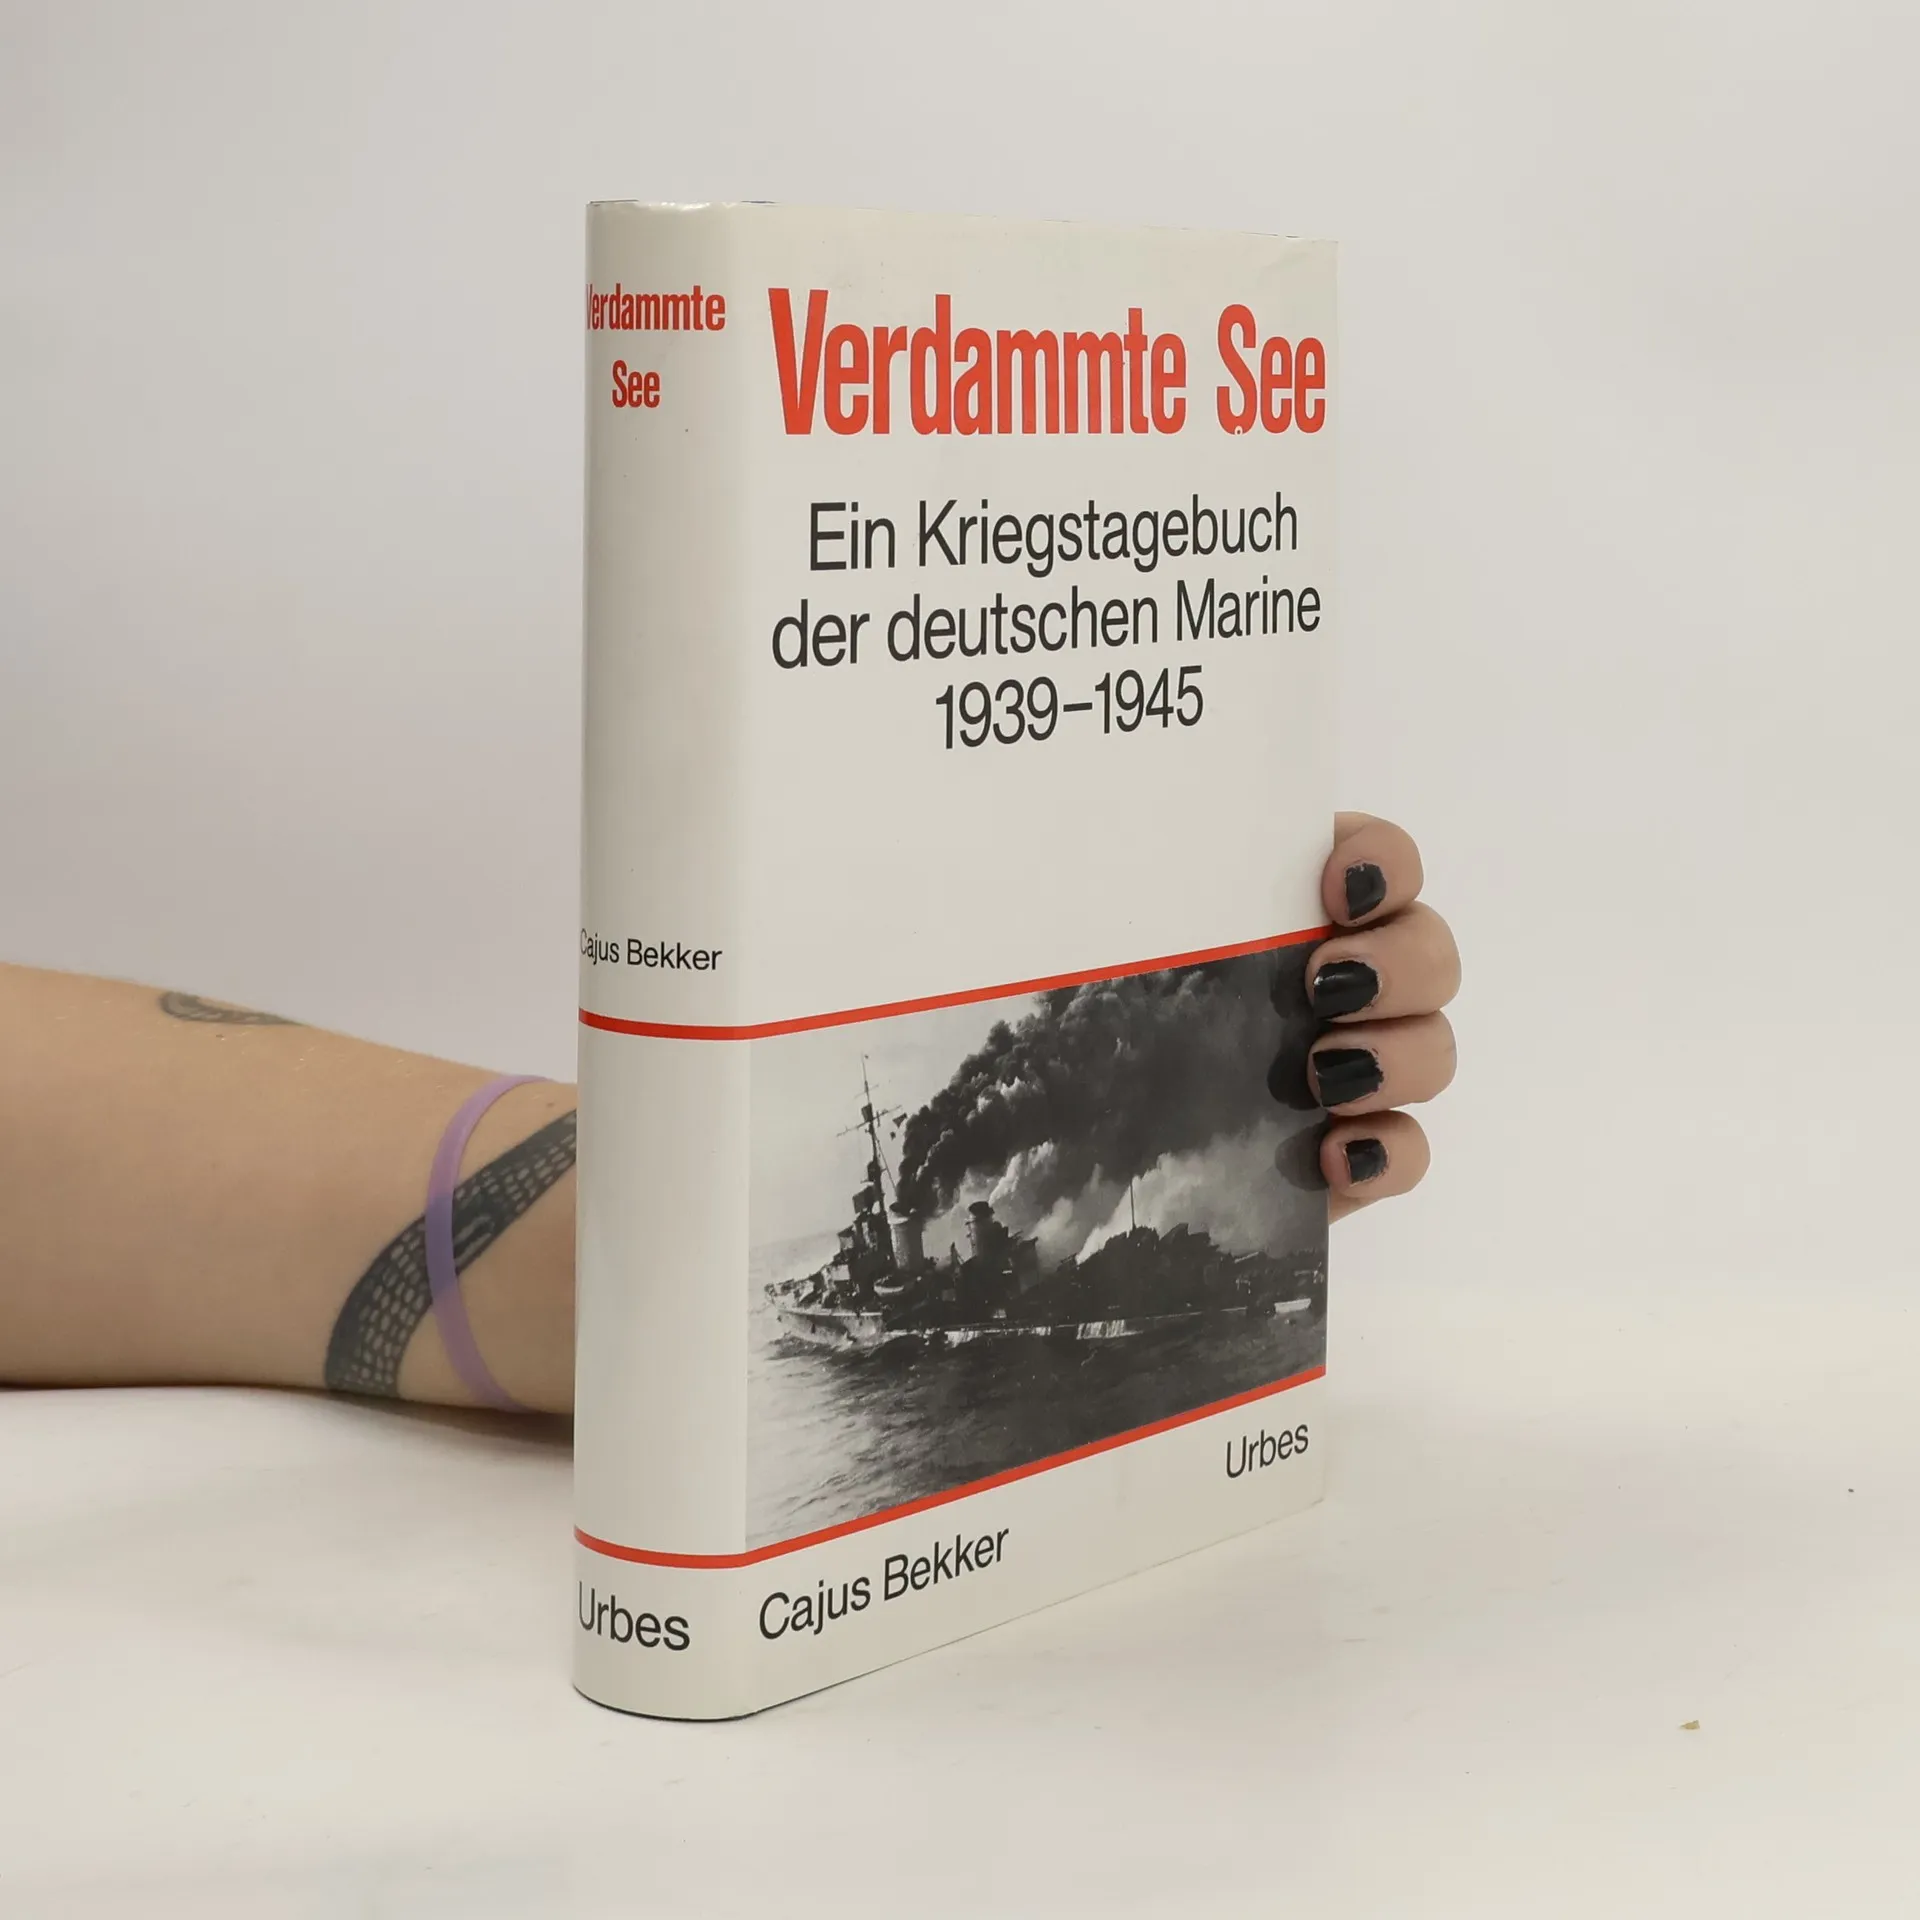 Verdammte
See
Cajus Bekker
Urbes
Verdammte See
Ein Kriegstagebuch
der deutschen Marine
1939–1945
Urbes
Cajus Bekker